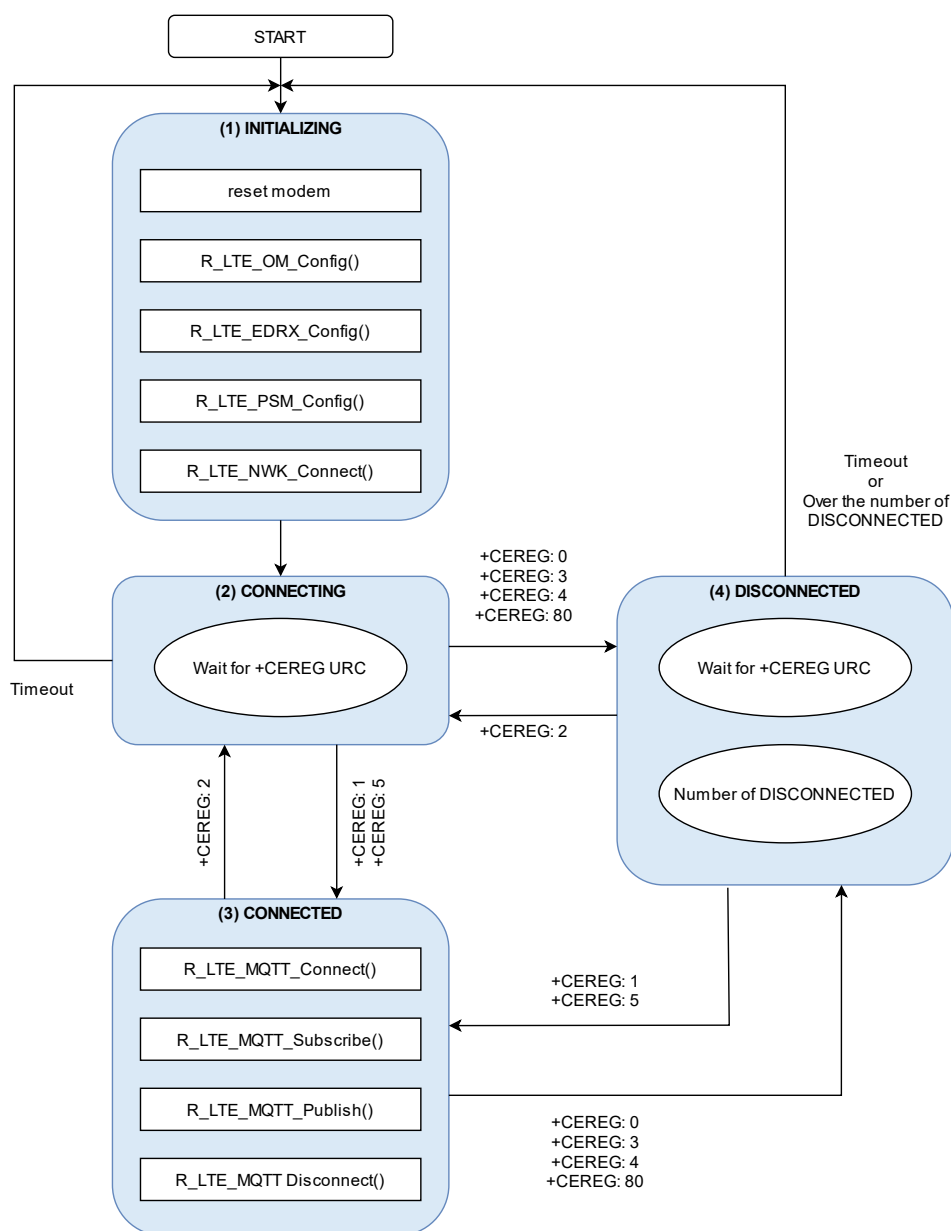 START
(1) INITIALIZING
reset modem
R_LTE_OM_Config()
R_LTE_EDRX_Config()
R_LTE_PSM_Config()
R_LTE_NWK_Connect()
Timeout
or
Over the number of
DISCONNECTED
+CEREG: 0
+CEREG: 3
+CEREG: 4
+CEREG: 80
(2) CONNECTING
Wait for +CEREG URC
Timeout
(4) DISCONNECTED
Wait for +CEREG URC
Number of DISCONNECTED
+CEREG: 2
+CEREG: 2
+CEREG: 1
+CEREG: 5
(3) CONNECTED
R_LTE_MQTT_Connect()
R_LTE_MQTT_Subscribe()
R_LTE_MQTT_Publish()
R_LTE_MQTT Disconnect()
+CEREG: 1
+CEREG: 5
+CEREG: 0
+CEREG: 3
+CEREG: 4
+CEREG: 80